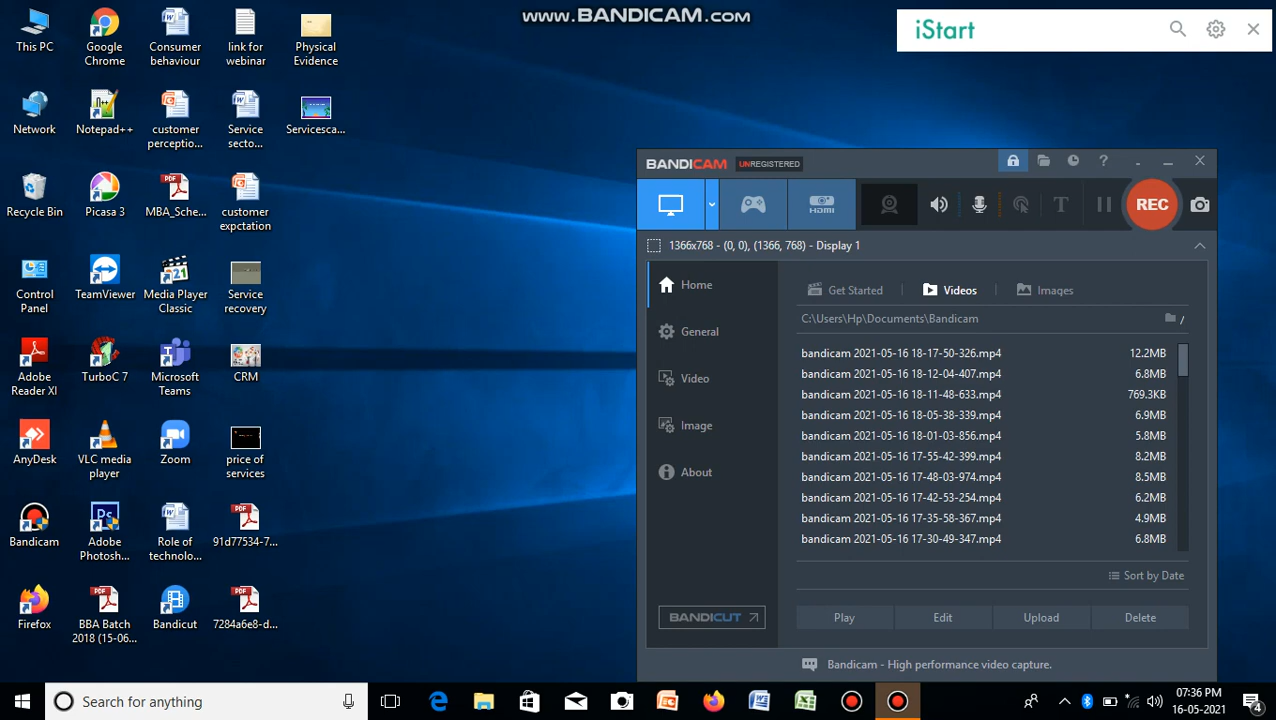 www.BANDICAM.com
iStart
This PC
Google Chrome
Consumer behaviour
link for webinar
Physical Evidence
Network
Notepad++
customer perceptio...
Service secto...
Servicesca...
Recycle Bin
Picasa 3
MBA_Sche...
customer expctation
Control Panel
TeamViewer
Media Player Classic
Service recovery
Adobe Reader XI
TurboC 7
Microsoft Teams
CRM
AnyDesk
VLC media player
Zoom
price of services
Bandicam
Adobe Photosh...
Role of technolo...
91d77534-7...
Firefox
BBA Batch 2018 (15-06...
Bandicut
7284a6e8-d...
BANDICAM UNREGISTERED
HDMI
REC
1366x768 - (0, 0), (1366, 768) - Display 1
Home
General
Video
Image
About
BANDICUT
Get Started
Videos
Images
C:\Users\Hp\Documents\Bandicam
/
bandicam 2021-05-16 18-17-50-326.mp4 12.2MB
bandicam 2021-05-16 18-12-04-407.mp4 6.8MB
bandicam 2021-05-16 18-11-48-633.mp4 769.3KB
bandicam 2021-05-16 18-05-38-339.mp4 6.9MB
bandicam 2021-05-16 18-01-03-856.mp4 5.8MB
bandicam 2021-05-16 17-55-42-399.mp4 8.2MB
bandicam 2021-05-16 17-48-03-974.mp4 8.5MB
bandicam 2021-05-16 17-42-53-254.mp4 6.2MB
bandicam 2021-05-16 17-35-58-367.mp4 4.9MB
bandicam 2021-05-16 17-30-49-347.mp4 6.8MB
Sort by Date
Play
Edit
Upload
Delete
Bandicam - High performance video capture.
Search for anything
07:36 PM
16-05-2021
4